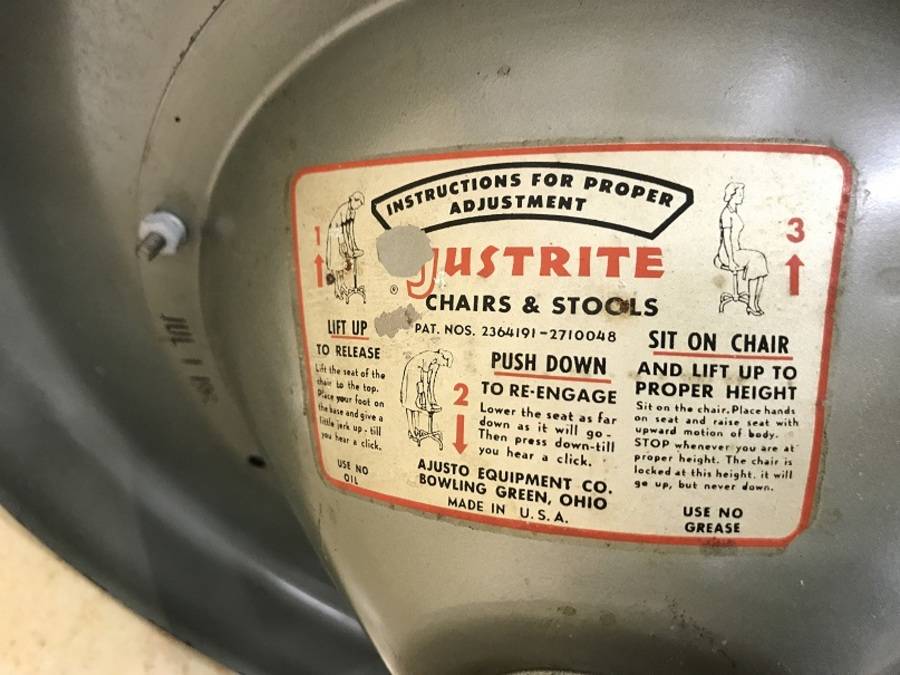 INSTRUCTIONS FOR PROPER
ADJUSTMENT
JUSTRITE
®
CHAIRS & STOOLS
PAT. NOS. 2364191-2710048
1
LIFT UP
TO RELEASE
Lift the seat of the
chair to the top.
Place your foot on
the base and give a
little jerk up - till
you hear a click.
USE NO
OIL
2
PUSH DOWN
TO RE-ENGAGE
Lower the seat as far
down as it will go-
Then press down-till
you hear a click.
AJUSTO EQUIPMENT CO.
BOWLING GREEN, OHIO
MADE IN U.S.A.
3
SIT ON CHAIR
AND LIFT UP TO
PROPER HEIGHT
Sit on the chair. Place hands
on seat and raise seat with
upward motion of body.
STOP whenever you are at
proper height. The chair is
locked at this height. it will
go up, but never down.
USE NO
GREASE
JUL 1